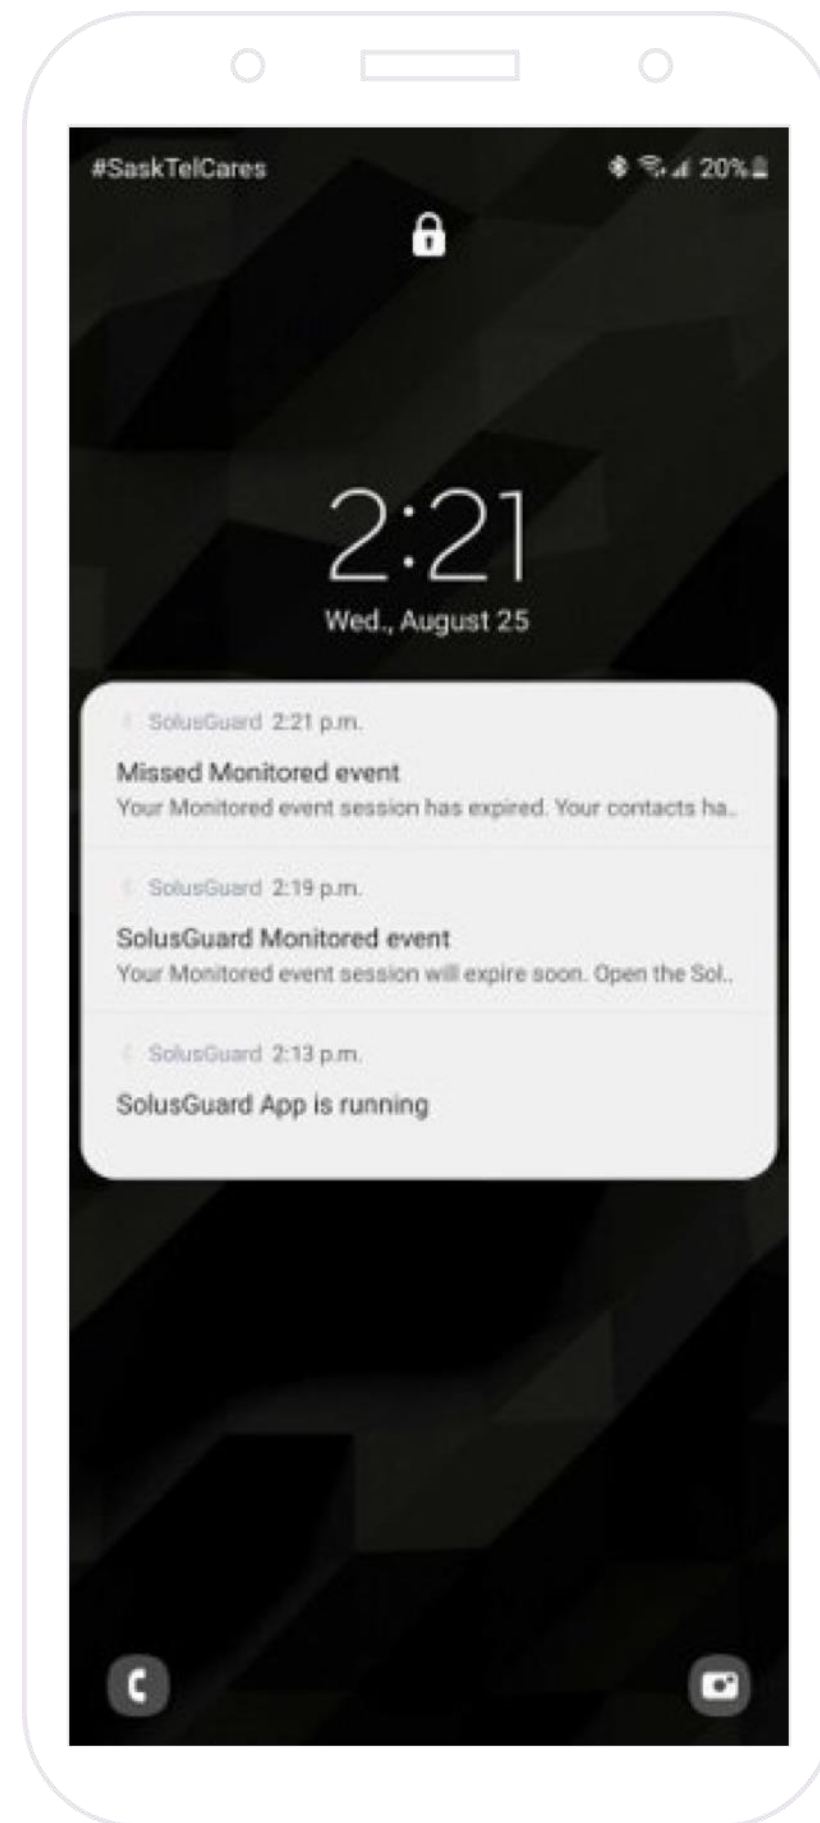 #SaskTelCares
20%
2:21
Wed., August 25
SolusGuard 2:21 p.m.
Missed Monitored event
Your Monitored event session has expired. Your contacts ha..
SolusGuard 2:19 p.m.
SolusGuard Monitored event
Your Monitored event session will expire soon. Open the Sol..
SolusGuard 2:13 p.m.
SolusGuard App is running